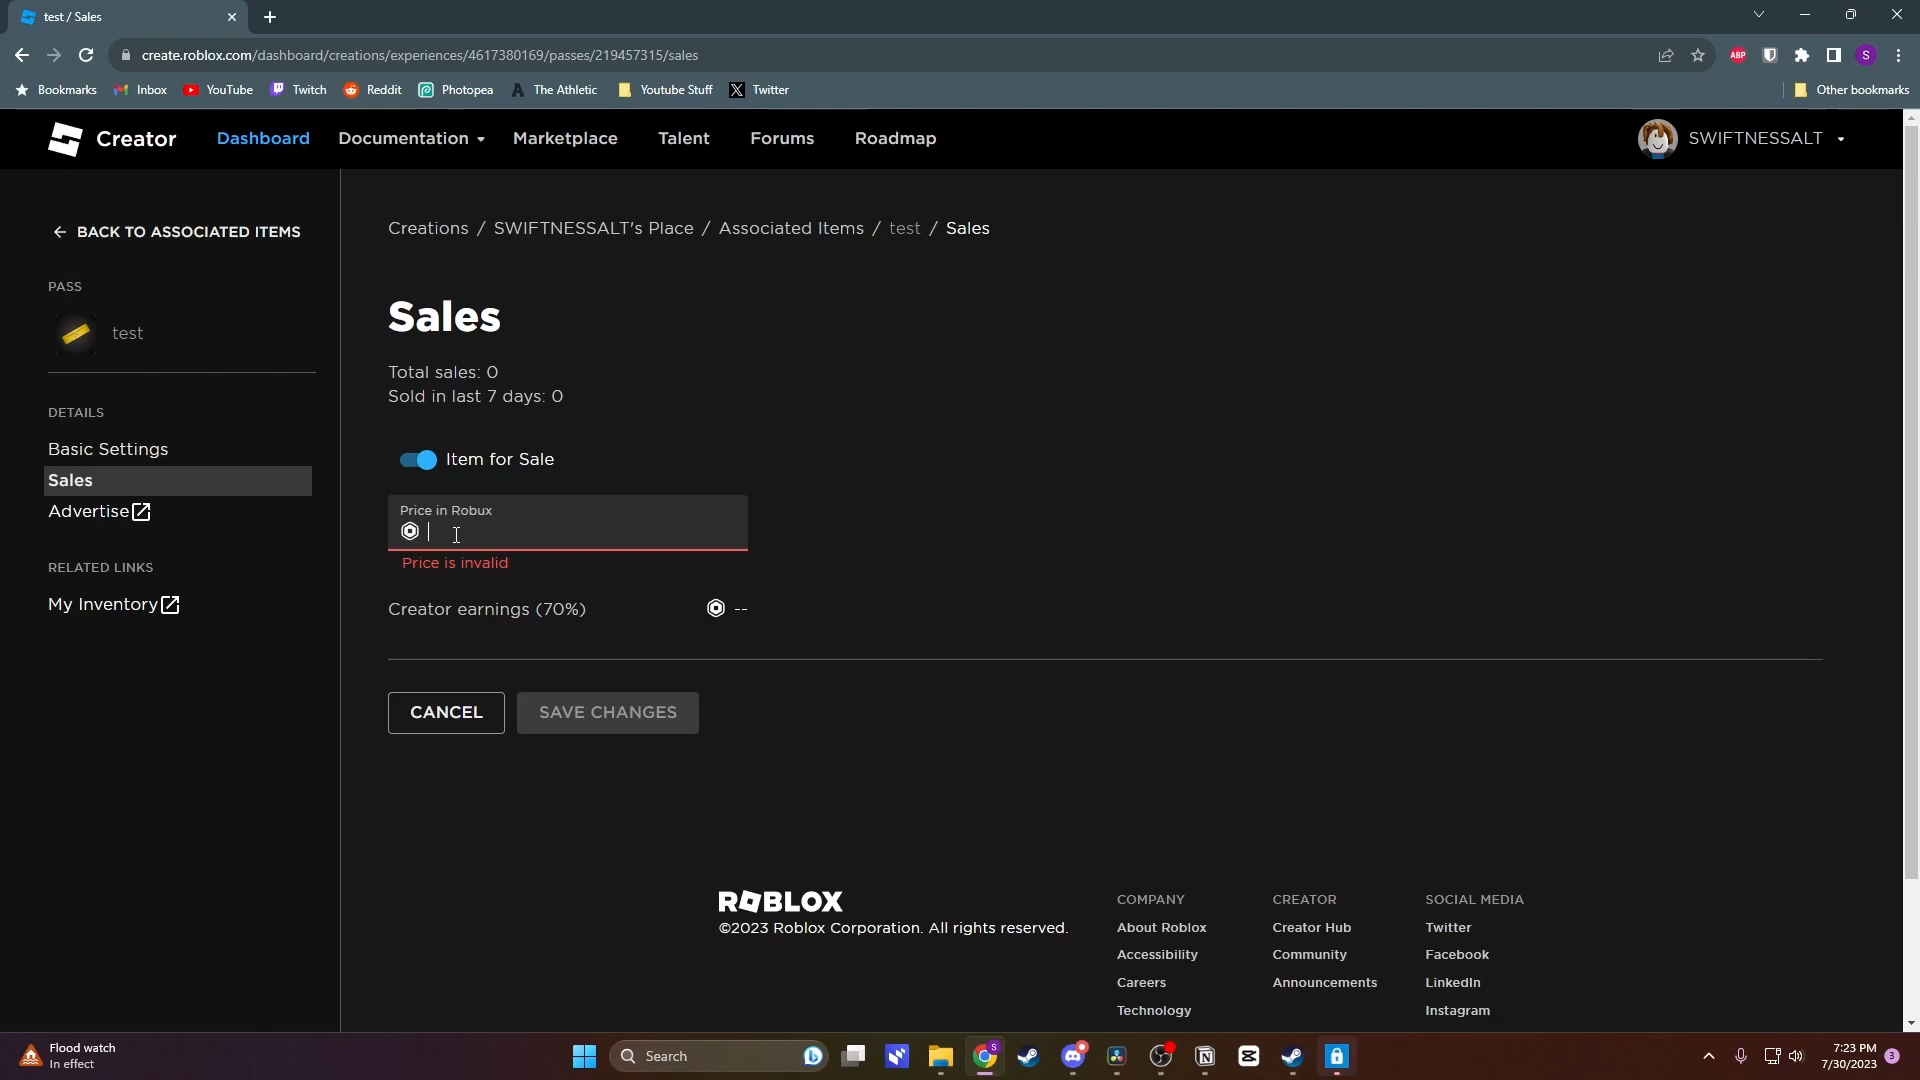 test / Sales
create.roblox.com/dashboard/creations/experiences/4617380169/passes/219457315/sales
ABP
S
Bookmarks
Inbox
YouTube
Twitch
Reddit
Photopea
The Athletic
Youtube Stuff
Twitter
Other bookmarks
Creator
Dashboard
Documentation
Marketplace
Talent
Forums
Roadmap
SWIFTNESSALT
BACK TO ASSOCIATED ITEMS
PASS
test
DETAILS
Basic Settings
Sales
Advertise
RELATED LINKS
My Inventory
Creations / SWIFTNESSALT's Place / Associated Items / test / Sales
Sales
Total sales: 0
Sold in last 7 days: 0
Item for Sale
Price in Robux
Price is invalid
Creator earnings (70%)
--
CANCEL
SAVE CHANGES
ROBLOX
©2023 Roblox Corporation. All rights reserved.
COMPANY
About Roblox
Accessibility
Careers
Technology
CREATOR
Creator Hub
Community
Announcements
SOCIAL MEDIA
Twitter
Facebook
LinkedIn
Instagram
Flood watch
In effect
Search
S
7:23 PM
7/30/2023
3